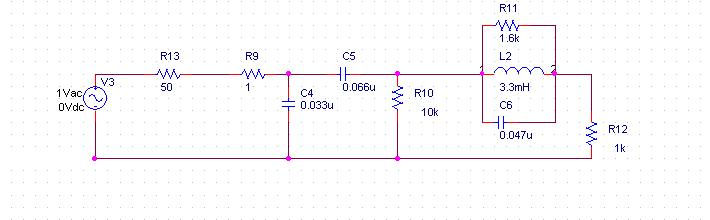 R11
1.6k
R13
50
R9
1
C5
0.066u
L2
3.3mH
V3
1Vac
0Vdc
C4
0.033u
R10
10k
C6
0.047u
R12
1k